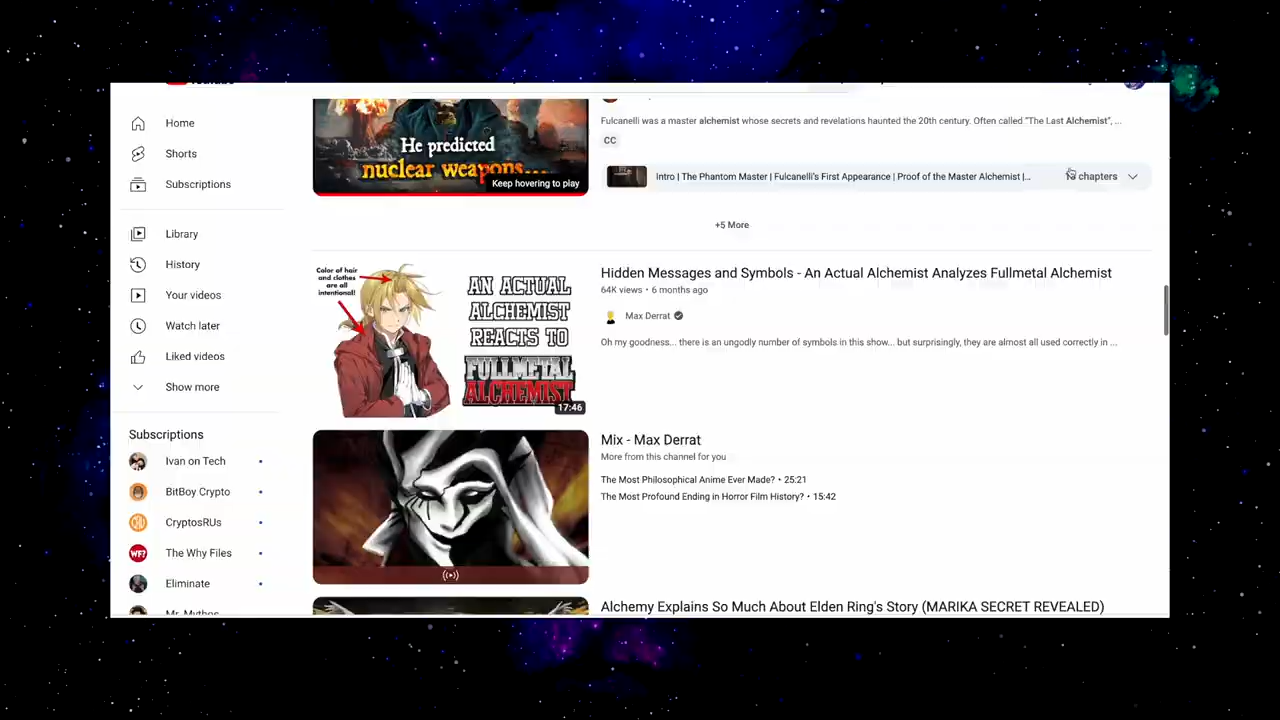 Home
Shorts
Subscriptions
Library
History
Your videos
Watch later
Liked videos
Show more
Subscriptions
Ivan on Tech
BitBoy Crypto
CryptosRUs
WF?
The Why Files
Eliminate
Mr. Mythos
He predicted
nuclear weapons...
Keep hovering to play
Fulcanelli was a master alchemist whose secrets and revelations haunted the 20th century. Often called "The Last Alchemist", ...
CC
Intro | The Phantom Master | Fulcanelli's First Appearance | Proof of the Master Alchemist |...
chapters
+5 More
Color of hair
and clothes
are all
intentional!
AN ACTUAL
ALCHEMIST
REACTS TO
FULLMETAL
ALCHEMIST
17:46
Hidden Messages and Symbols - An Actual Alchemist Analyzes Fullmetal Alchemist
64K views • 6 months ago
Max Derrat
Oh my goodness... there is an ungodly number of symbols in this show... but surprisingly, they are almost all used correctly in ...
Mix - Max Derrat
More from this channel for you
The Most Philosophical Anime Ever Made? • 25:21
The Most Profound Ending in Horror Film History? • 15:42
Alchemy Explains So Much About Elden Ring's Story (MARIKA SECRET REVEALED)